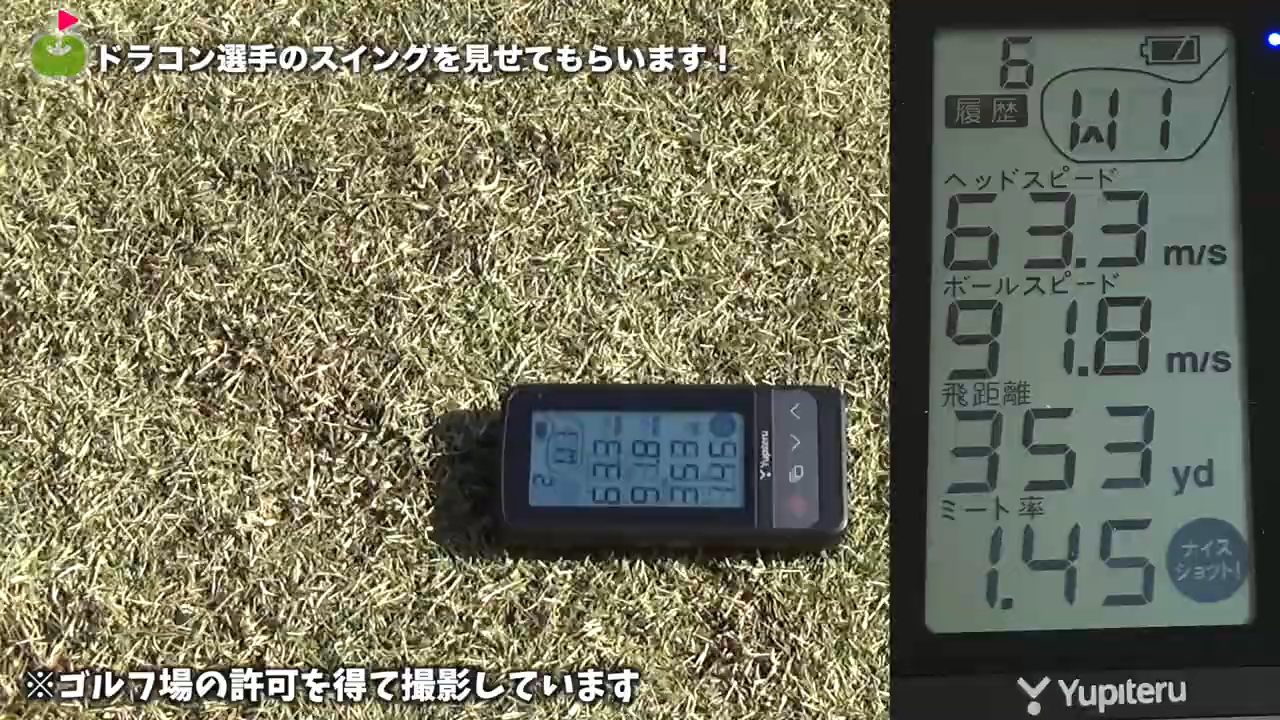 ドラコン選手のスイングを見せてもらいます！
6
履歴
W1
ヘッドスピード
63.3 m/s
ボールスピード
91.8 m/s
飛距離
353 yd
ミート率
1.45
ナイス
ショット!
Yupiteru
Yupiteru
※ゴルフ場の許可を得て撮影しています